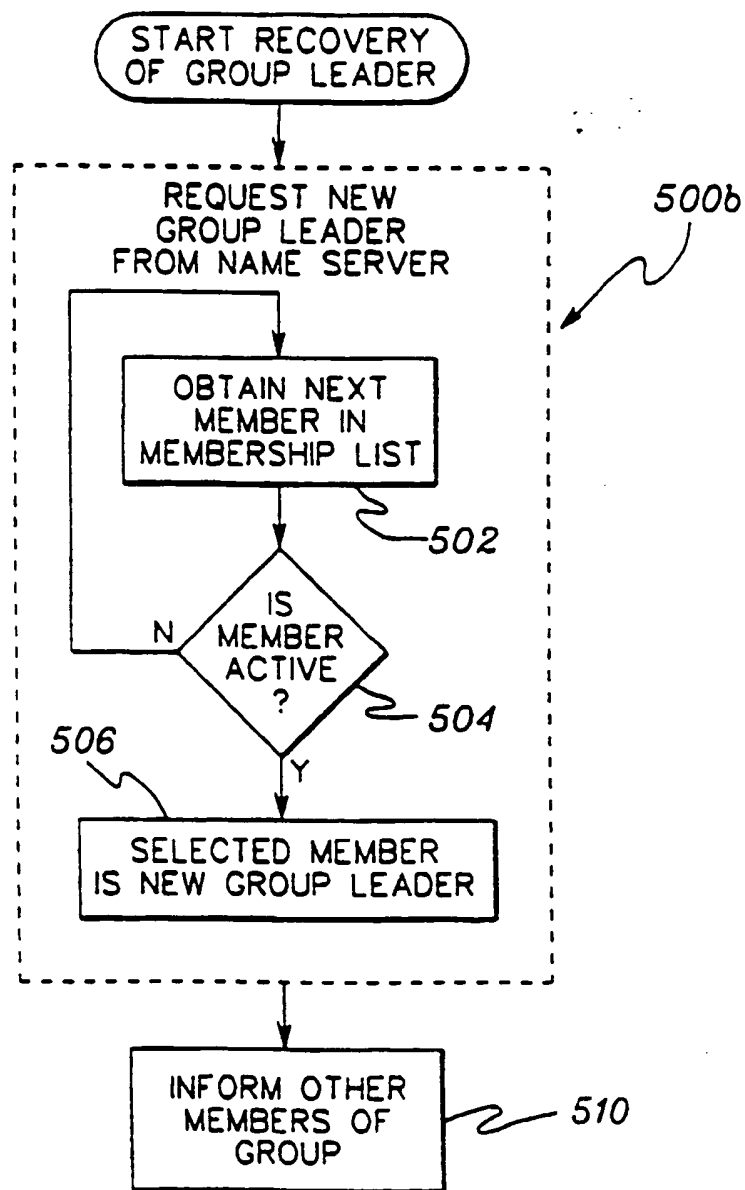 START RECOVERY
OF GROUP LEADER
REQUEST NEW
GROUP LEADER
FROM NAME SERVER
500b
OBTAIN NEXT
MEMBER IN
MEMBERSHIP LIST
502
IS
MEMBER
ACTIVE
?
N
504
Y
506
SELECTED MEMBER
IS NEW GROUP LEADER
INFORM OTHER
MEMBERS OF
GROUP
510